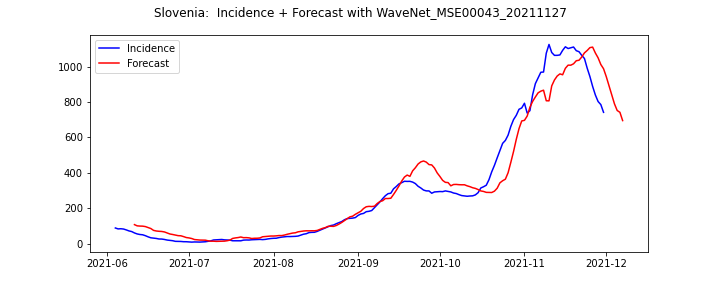 Slovenia:  Incidence + Forecast with WaveNet_MSE00043_20211127
Incidence
Forecast
1000
800
600
400
200
0
2021-06 2021-07 2021-08 2021-09 2021-10 2021-11 2021-12